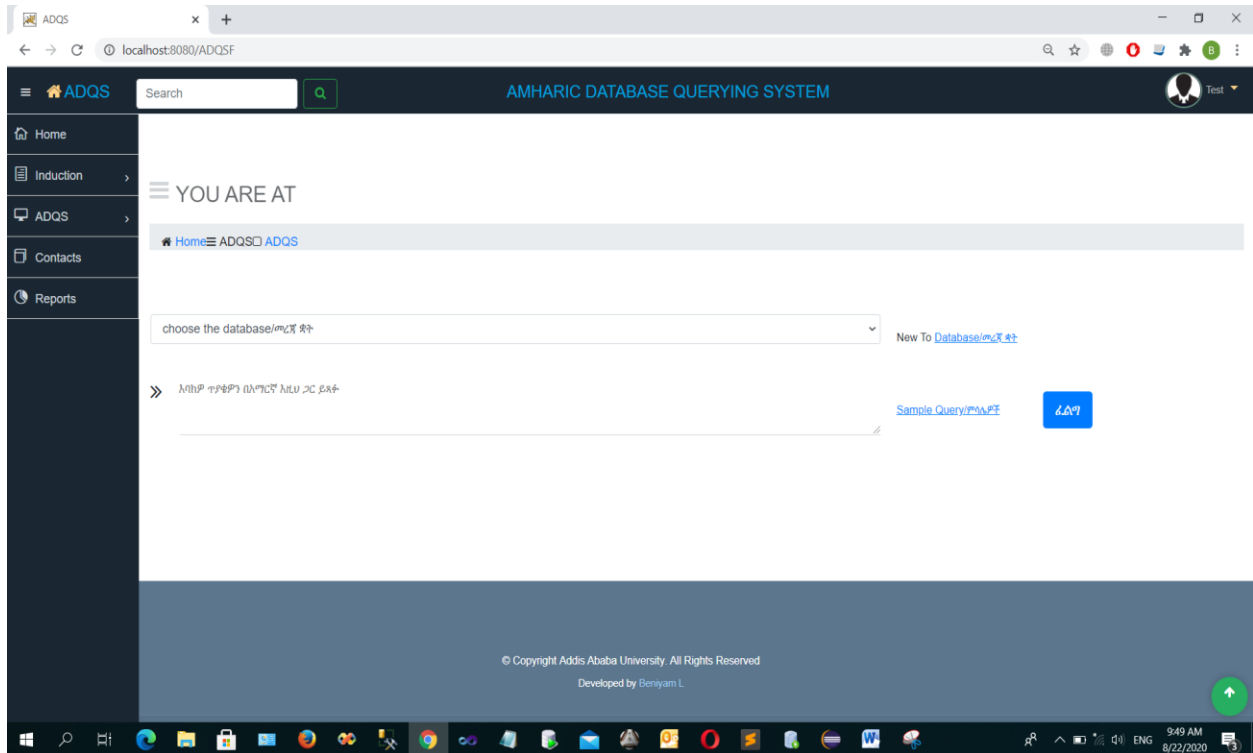 ADQS
localhost:8080/ADQSF
B
ADQS
Search
AMHARIC DATABASE QUERYING SYSTEM
Test
Home
Induction
ADQS
Contacts
Reports
YOU ARE AT
Home ADQS ADQS
choose the database/መረጃ ቋት
New To Database/መረጃ ቋት
እባክዎ ጥያቄዎን በአማርኛ እዚህ ጋር ይጻፉ
Sample Query/ምሳሌዎች
ፈልግ
© Copyright Addis Ababa University. All Rights Reserved
Developed by Beniyam L
ENG
9:49 AM
8/22/2020